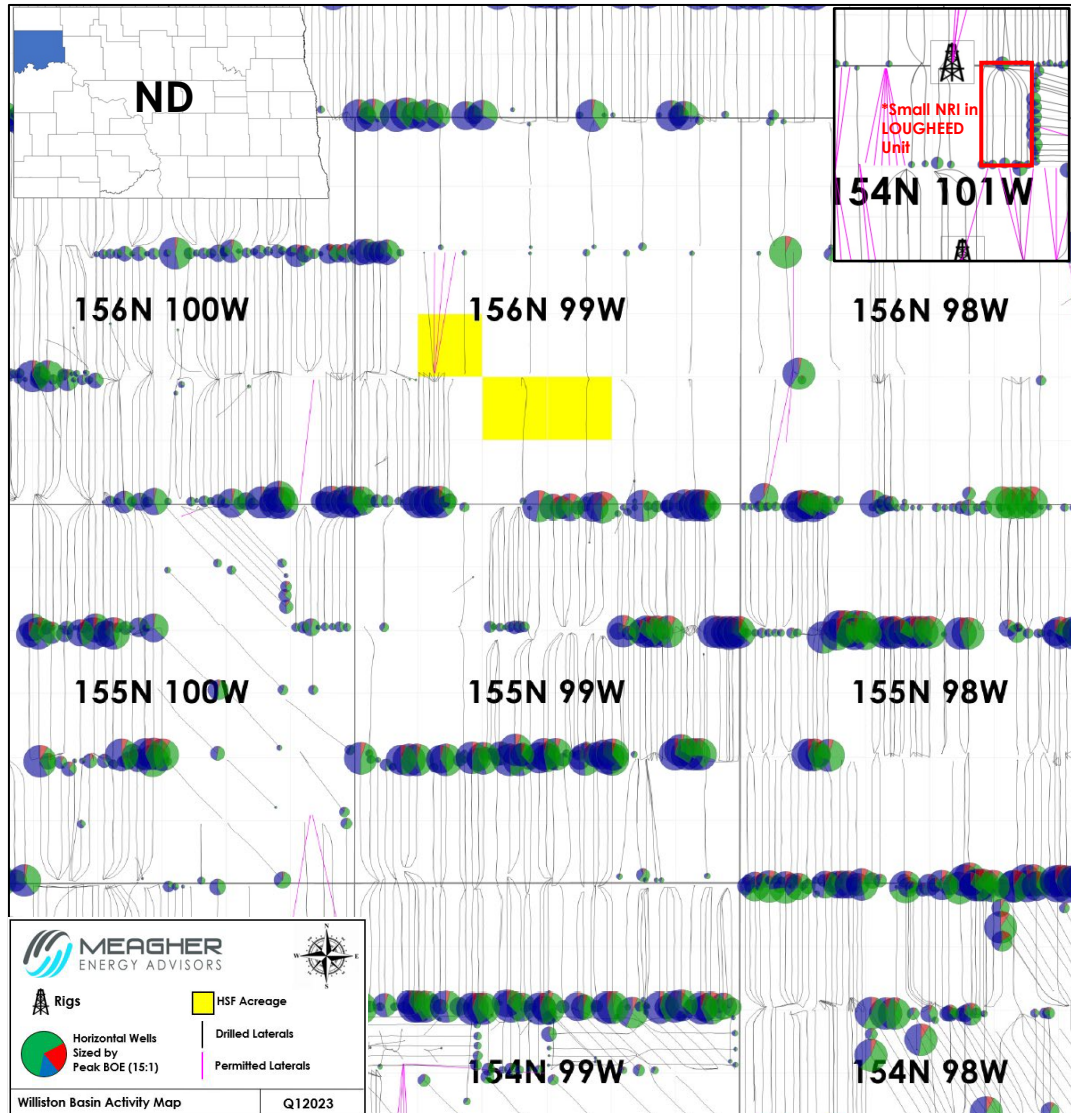 ND
*Small NRI in
LOUGHEED
Unit
154N 101W
156N 100W
156N 99W
156N 98W
155N 100W
155N 99W
155N 98W
154N 99W
154N 98W
MEAGHER
ENERGY ADVISORS
N
W
E
S
Rigs
HSF Acreage
Horizontal Wells
Sized by
Peak BOE (15:1)
Drilled Laterals
Permitted Laterals
Williston Basin Activity Map
Q12023